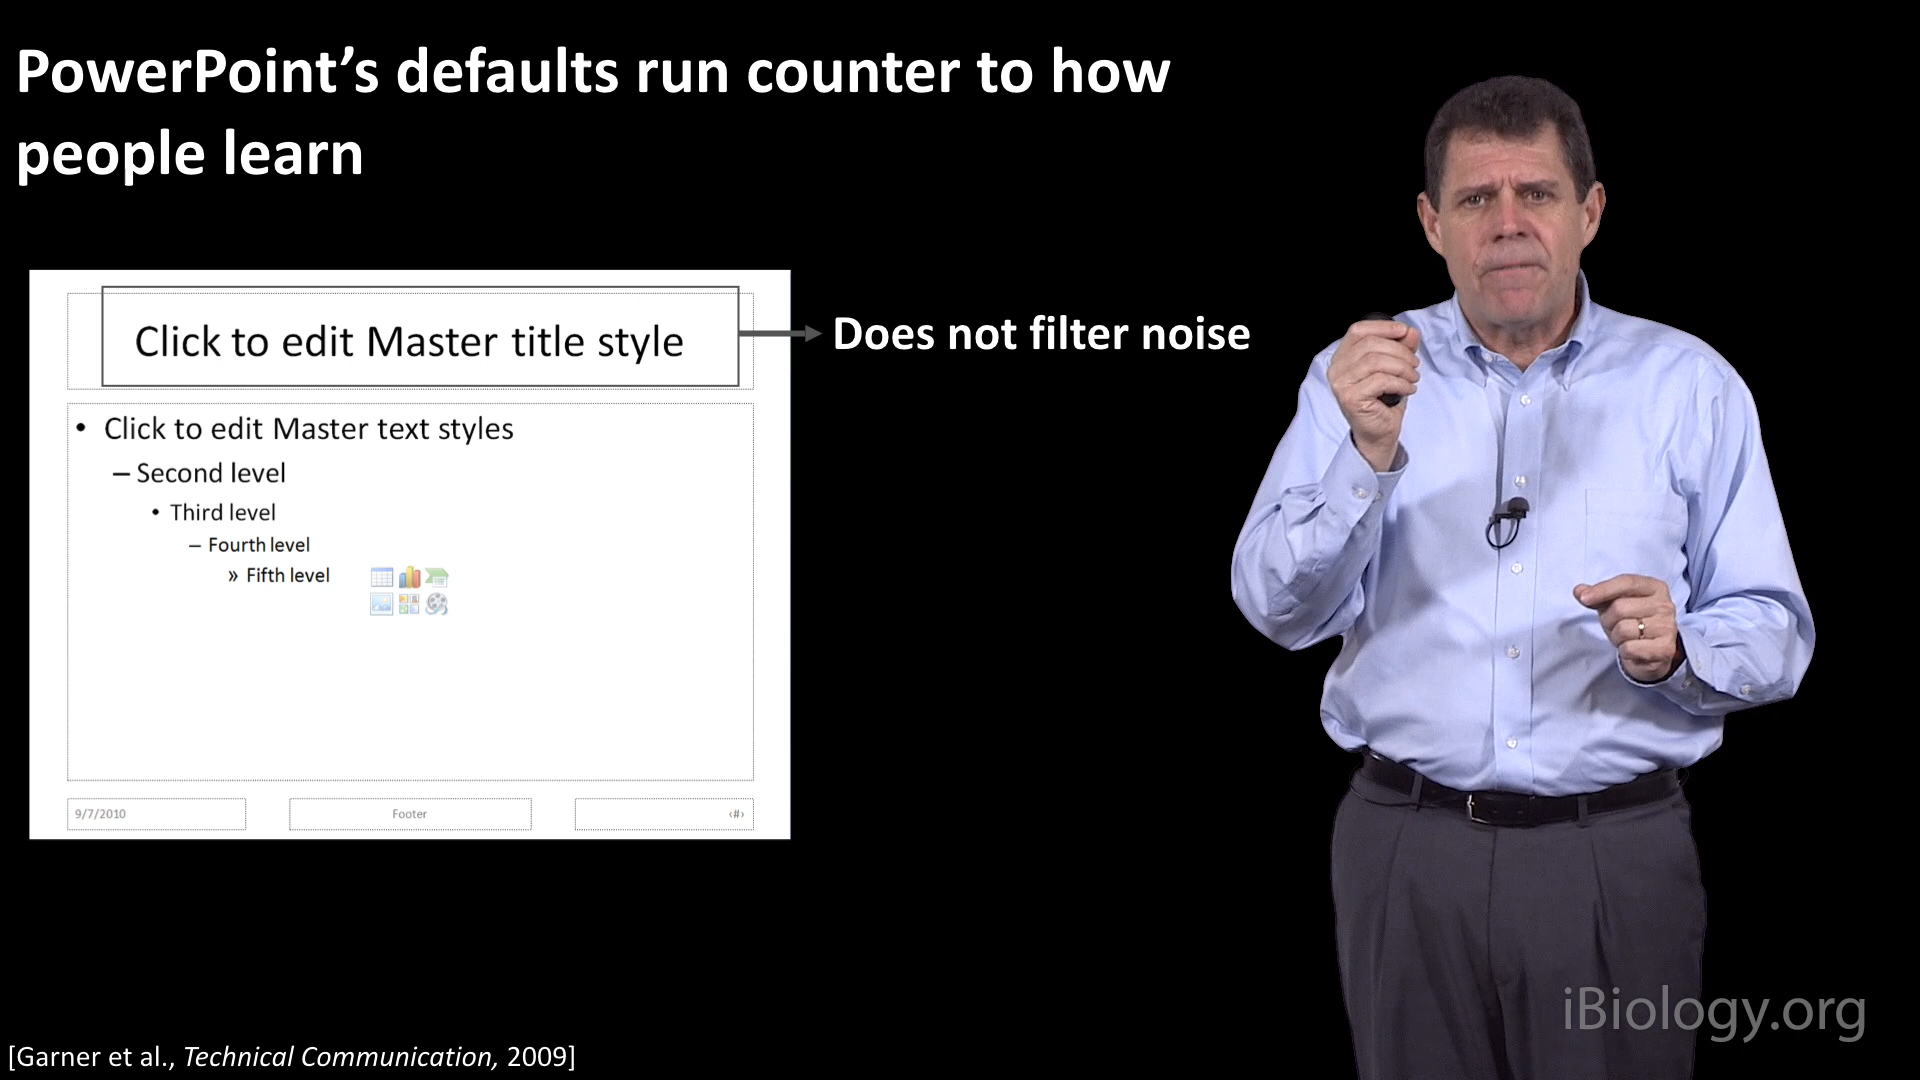 PowerPoint’s defaults run counter to how
people learn
Click to edit Master title style
Does not filter noise
• Click to edit Master text styles
– Second level
• Third level
– Fourth level
» Fifth level
9/7/2010
Footer
‹#›
iBiology.org
[Garner et al., Technical Communication, 2009]